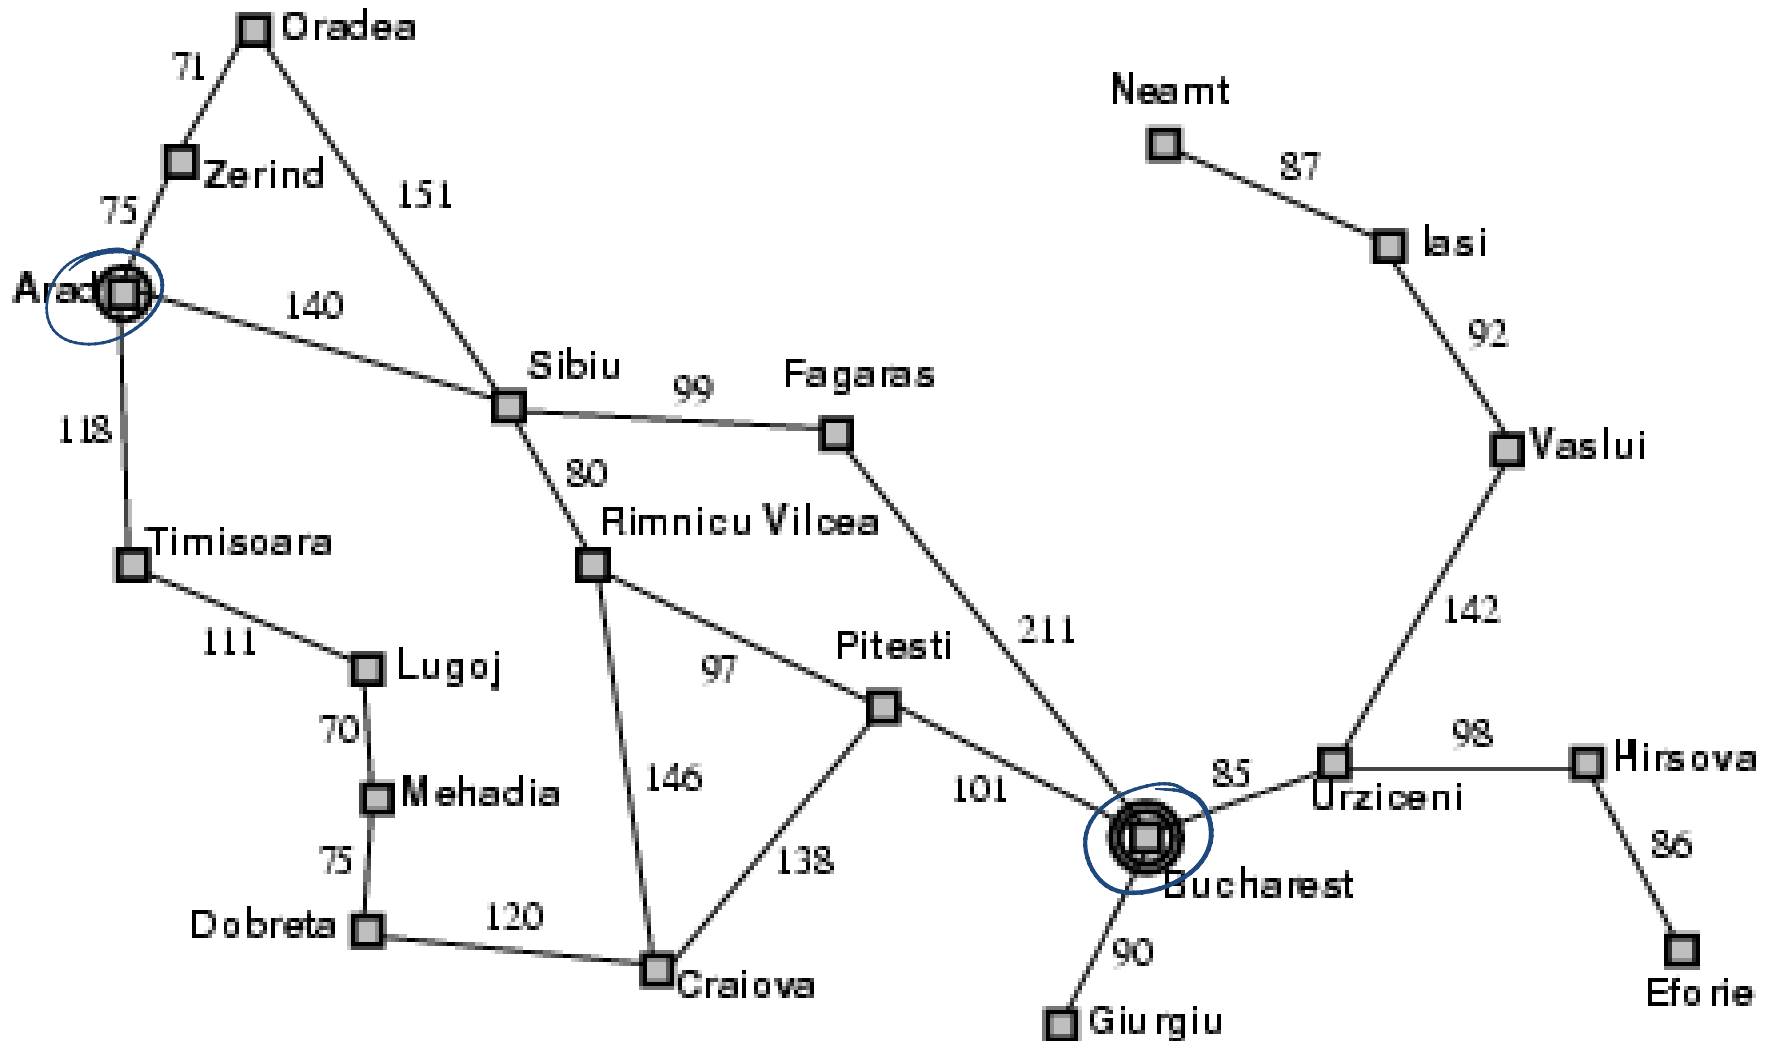 Oradea
71
Neamt
Zerind
87
151
75
Iasi
Arad
140
92
Sibiu
Fagaras
99
118
Vaslui
80
Rimnicu Vilcea
Timisoara
142
211
111
Pitesti
Lugoj
97
70
98
Hirsova
146
85
Mehadia
101
Urziceni
86
75
138
Bucharest
120
Dobreta
90
Craiova
Eforie
Giurgiu